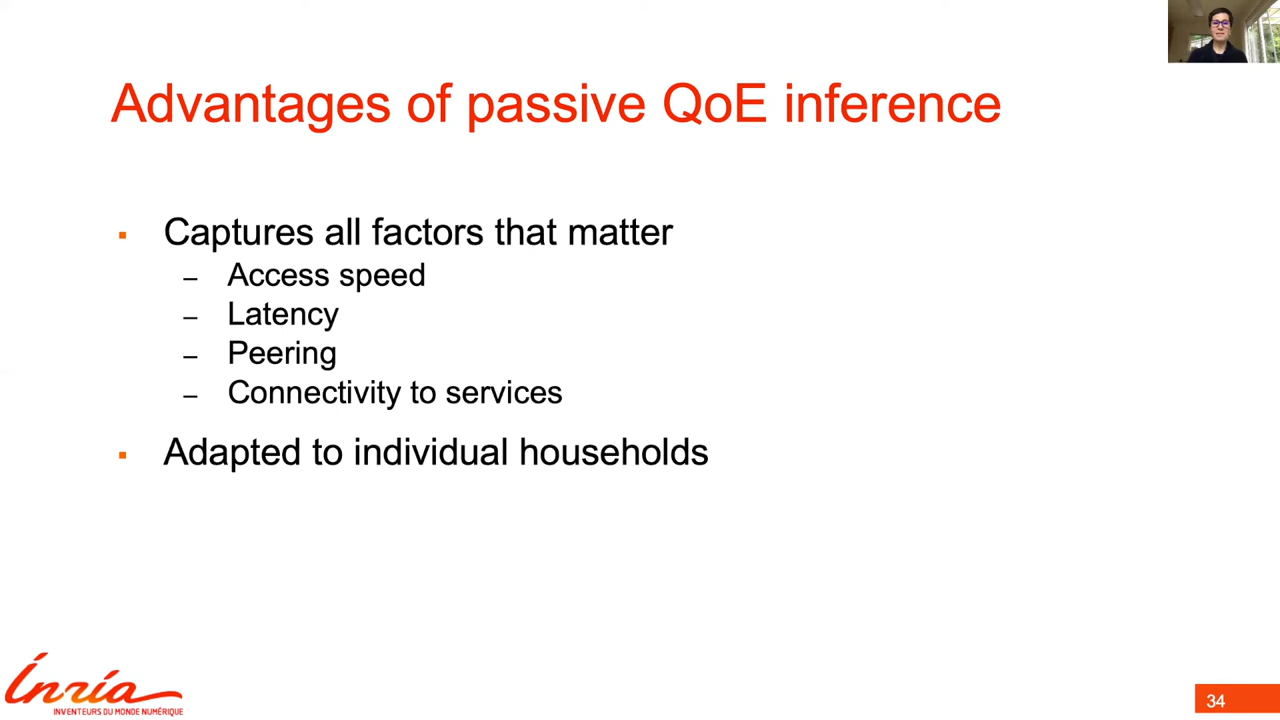 Advantages of passive QoE inference
▪ Captures all factors that matter
– Access speed
– Latency
– Peering
– Connectivity to services
▪ Adapted to individual households
Inria
INVENTEURS DU MONDE NUMÉRIQUE
34